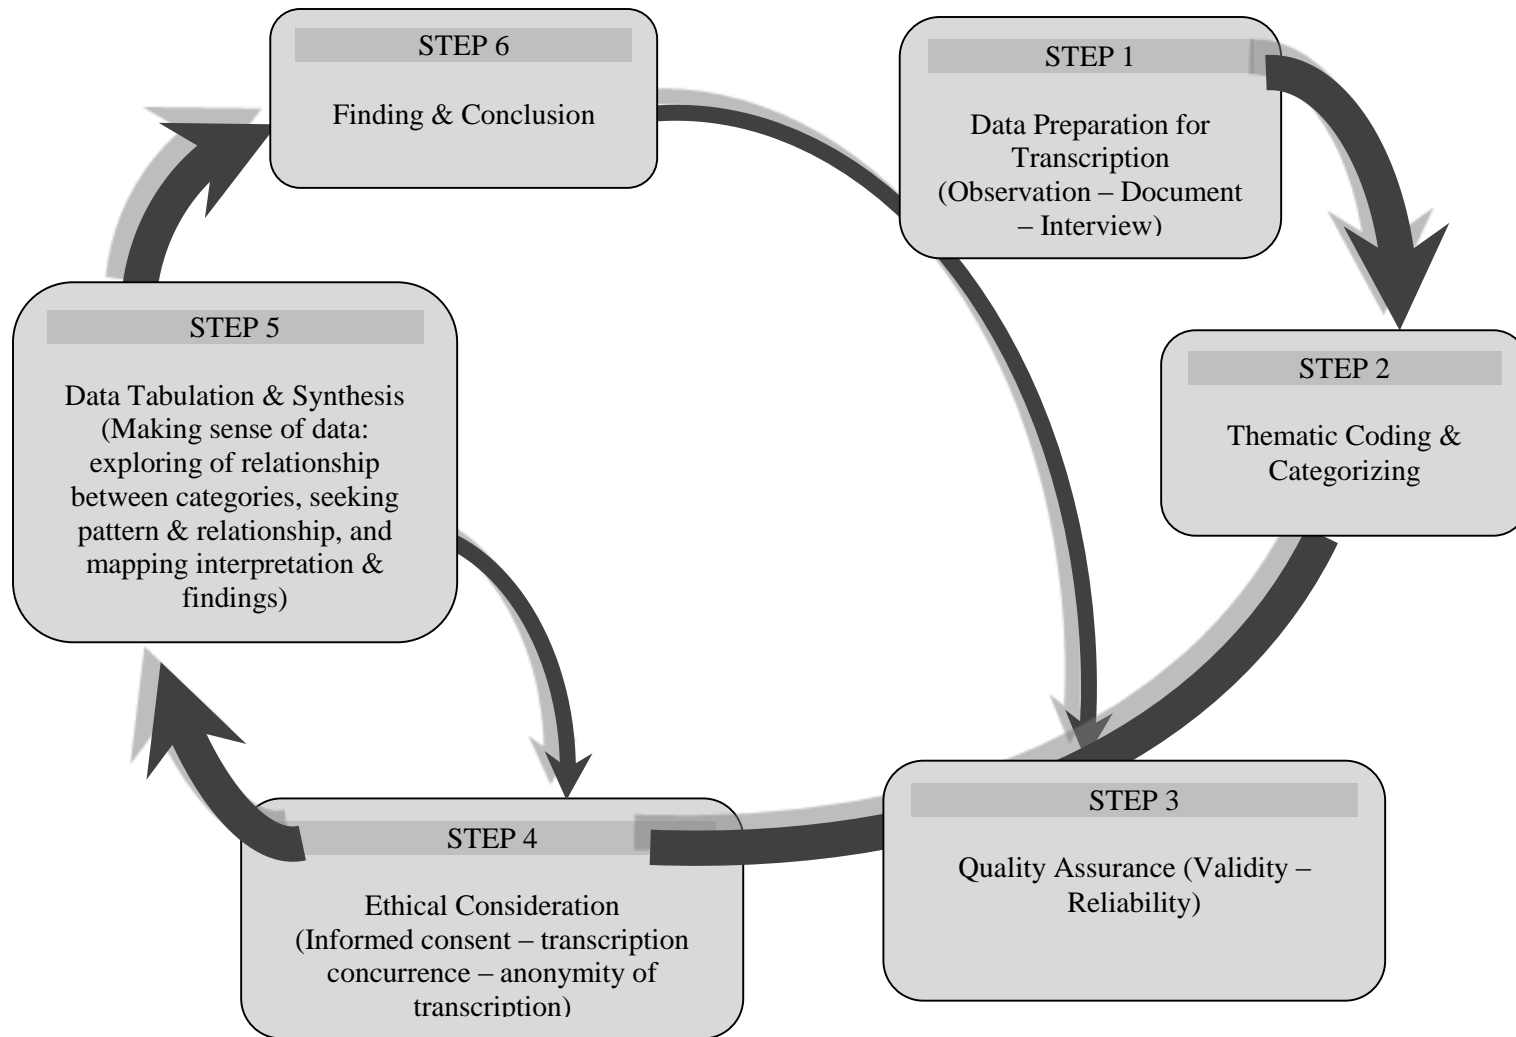 STEP 1
Data Preparation for
Transcription
(Observation – Document
– Interview)
STEP 2
Thematic Coding &
Categorizing
STEP 3
Quality Assurance (Validity –
Reliability)
STEP 4
Ethical Consideration
(Informed consent – transcription
concurrence – anonymity of
transcription)
STEP 5
Data Tabulation & Synthesis
(Making sense of data:
exploring of relationship
between categories, seeking
pattern & relationship, and
mapping interpretation &
findings)
STEP 6
Finding & Conclusion